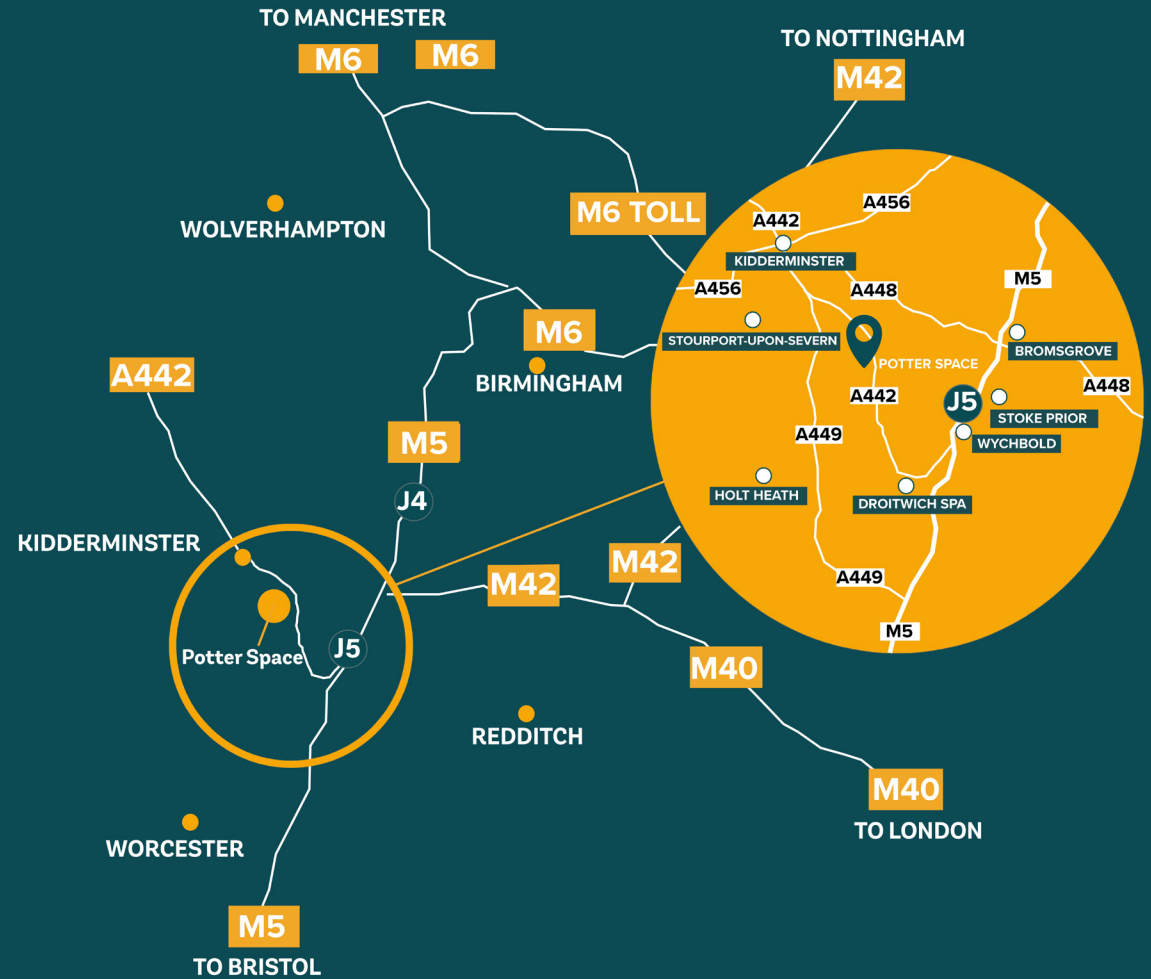 TO MANCHESTER
M6
M6
TO NOTTINGHAM
M42
WOLVERHAMPTON
M6 TOLL
M6
BIRMINGHAM
A442
M5
J4
KIDDERMINSTER
Potter Space
J5
M42
M42
M40
REDDITCH
M40
TO LONDON
WORCESTER
M5
TO BRISTOL
A456
A442
KIDDERMINSTER
A456
A448
M5
STOURPORT-UPON-SEVERN
BROMSGROVE
POTTER SPACE
A448
A442
J5
STOKE PRIOR
A449
WYCHBOLD
HOLT HEATH
DROITWICH SPA
A449
M5